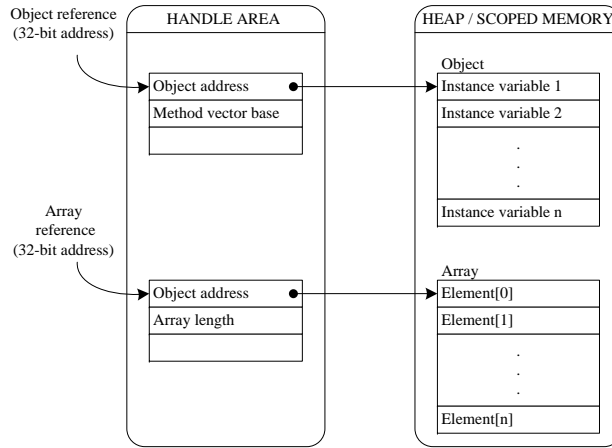 Object reference
(32-bit address)
HANDLE AREA
HEAP / SCOPED MEMORY
Object address
Method vector base
Object
Instance variable 1
Instance variable 2
.
.
.
Instance variable n
Array
reference
(32-bit address)
Object address
Array length
Array
Element[0]
Element[1]
.
.
.
Element[n]